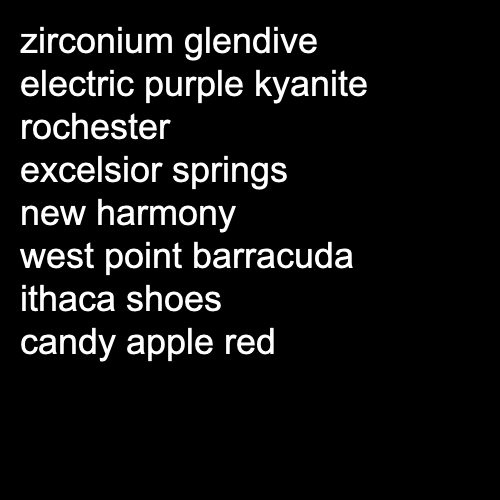 zirconium glendive
electric purple kyanite
rochester
excelsior springs
new harmony
west point barracuda
ithaca shoes
candy apple red